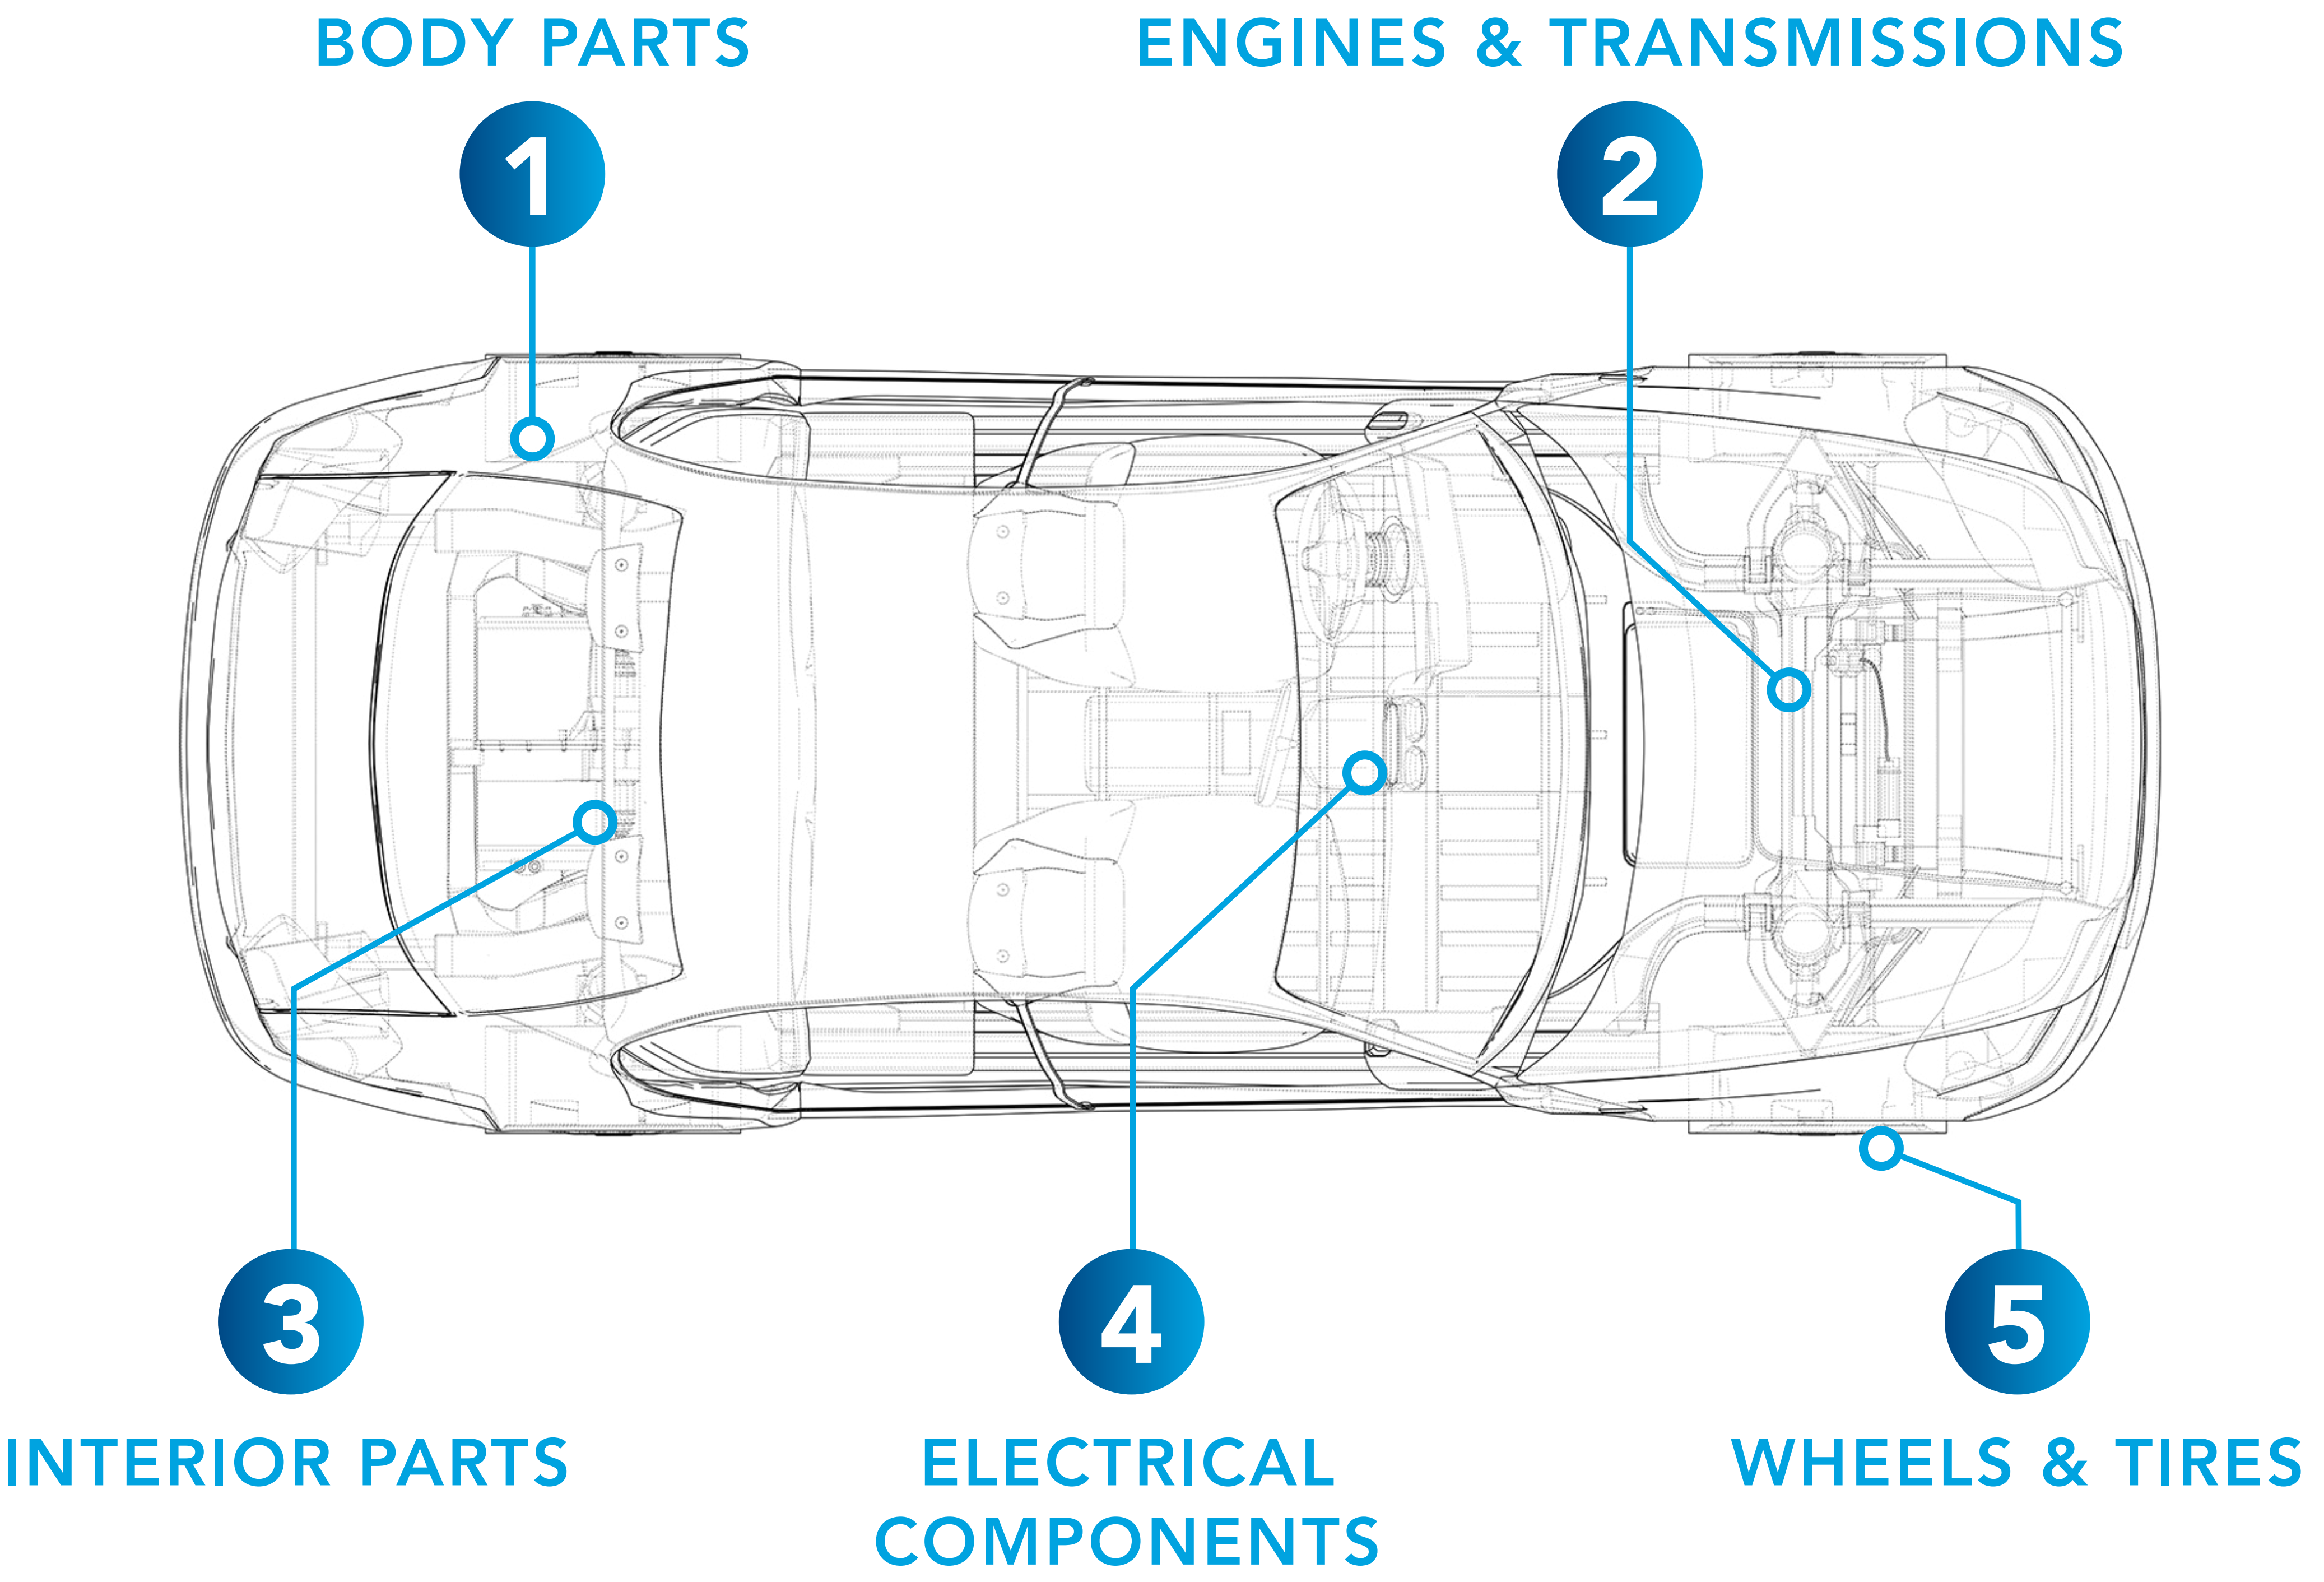 BODY PARTS
ENGINES & TRANSMISSIONS
1
2
3
4
5
INTERIOR PARTS
ELECTRICAL
COMPONENTS
WHEELS & TIRES